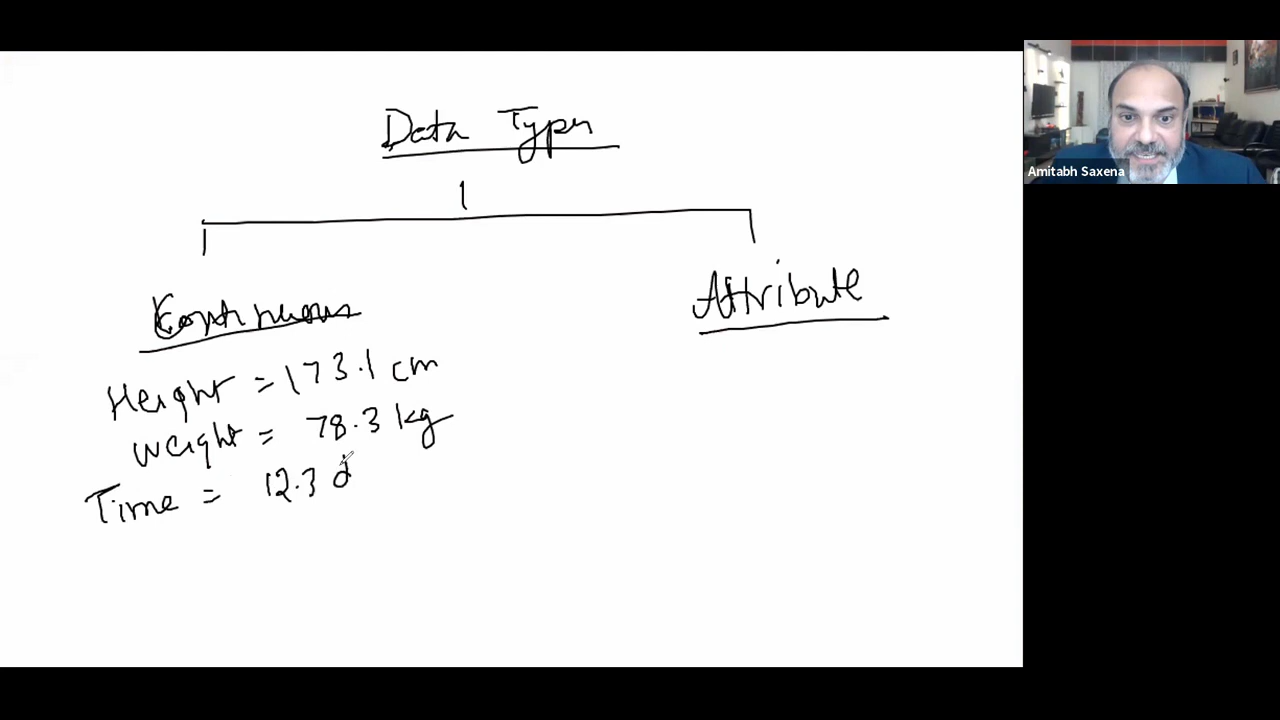 Data Types
Continuous
Attribute
Height = 173.1 cm
Weight = 78.3 kg
Time = 12.3 d
Amitabh Saxena